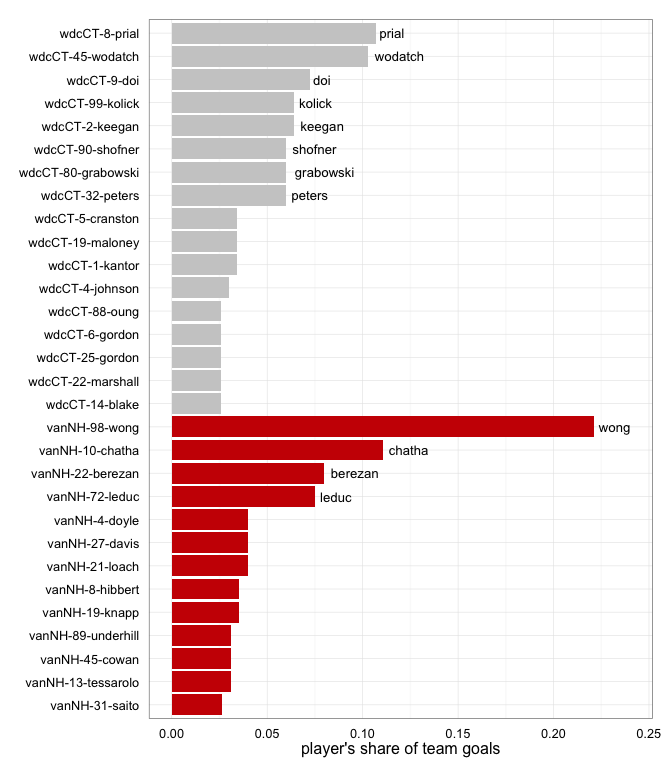 wdcCT-8-prial prial
wdcCT-45-wodatch wodatch
wdcCT-9-doi doi
wdcCT-99-kolick kolick
wdcCT-2-keegan keegan
wdcCT-90-shofner shofner
wdcCT-80-grabowski grabowski
wdcCT-32-peters peters
wdcCT-5-cranston
wdcCT-19-maloney
wdcCT-1-kantor
wdcCT-4-johnson
wdcCT-88-oung
wdcCT-6-gordon
wdcCT-25-gordon
wdcCT-22-marshall
wdcCT-14-blake
vanNH-98-wong wong
vanNH-10-chatha chatha
vanNH-22-berezan berezan
vanNH-72-leduc leduc
vanNH-4-doyle
vanNH-27-davis
vanNH-21-loach
vanNH-8-hibbert
vanNH-19-knapp
vanNH-89-underhill
vanNH-45-cowan
vanNH-13-tessarolo
vanNH-31-saito
0.00 0.05 0.10 0.15 0.20 0.25
player's share of team goals